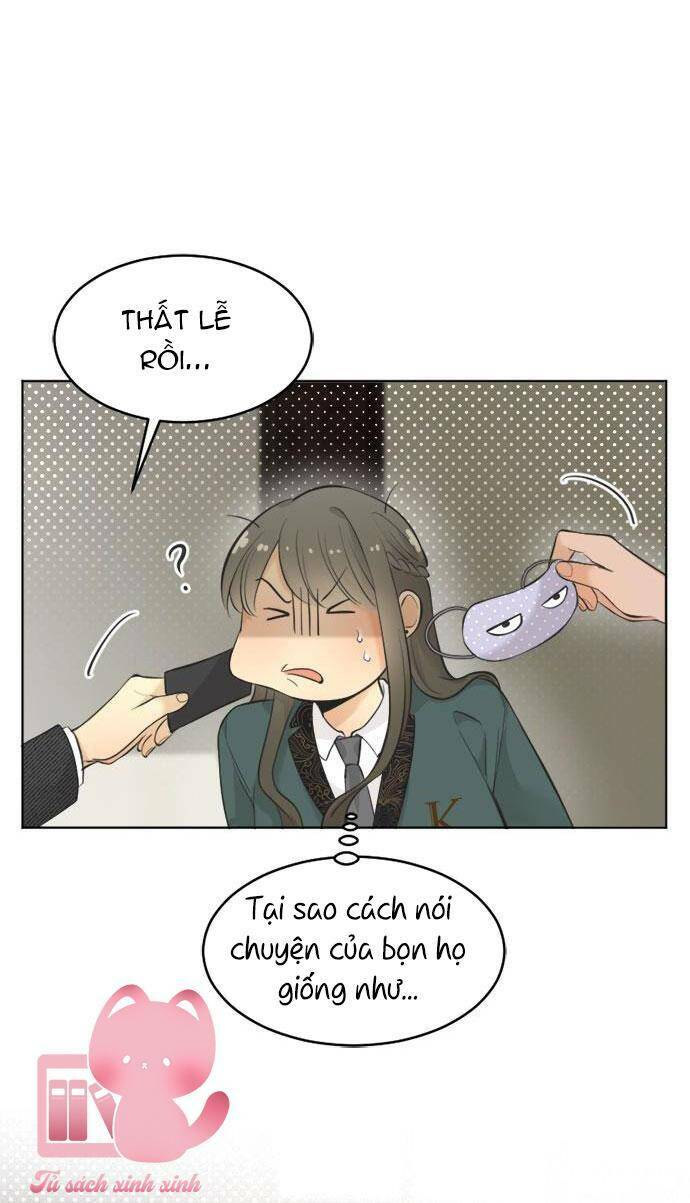 THẤT LỄ
RỒI...
?
K
Tại sao cách nói
chuyện của bọn họ
giống như...
Tủ sách xinh xinh